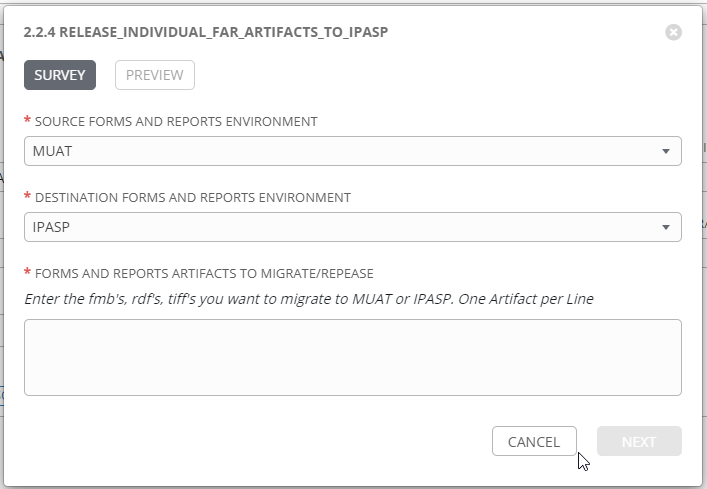 2.2.4 RELEASE_INDIVIDUAL_FAR_ARTIFACTS_TO_IPASP
SURVEY PREVIEW
* SOURCE FORMS AND REPORTS ENVIRONMENT
MUAT
* DESTINATION FORMS AND REPORTS ENVIRONMENT
IPASP
* FORMS AND REPORTS ARTIFACTS TO MIGRATE/REPEASE
Enter the fmb's, rdf's, tiff's you want to migrate to MUAT or IPASP. One Artifact per Line
CANCEL NEXT